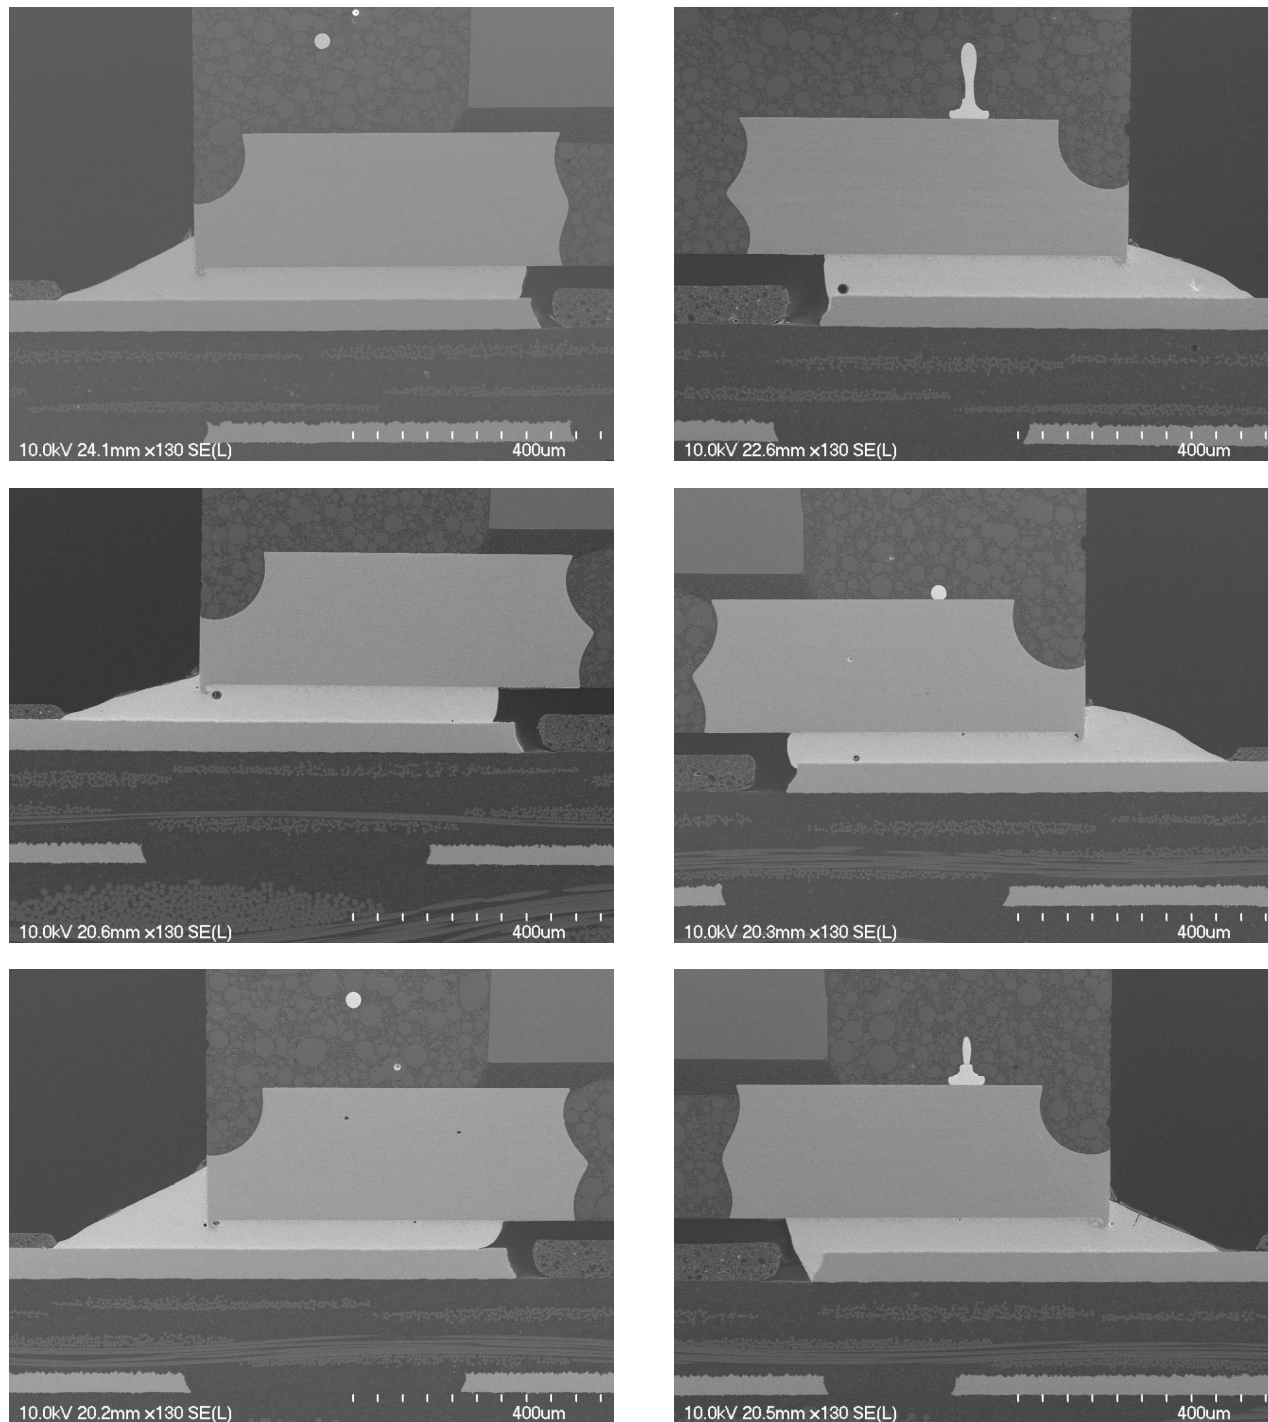 10.0kV 24.1mm x130 SE(L) 400um
10.0kV 22.6mm x130 SE(L) 400um
10.0kV 20.6mm x130 SE(L) 400um
10.0kV 20.3mm x130 SE(L) 400um
10.0kV 20.2mm x130 SE(L) 400um
10.0kV 20.5mm x130 SE(L) 400um